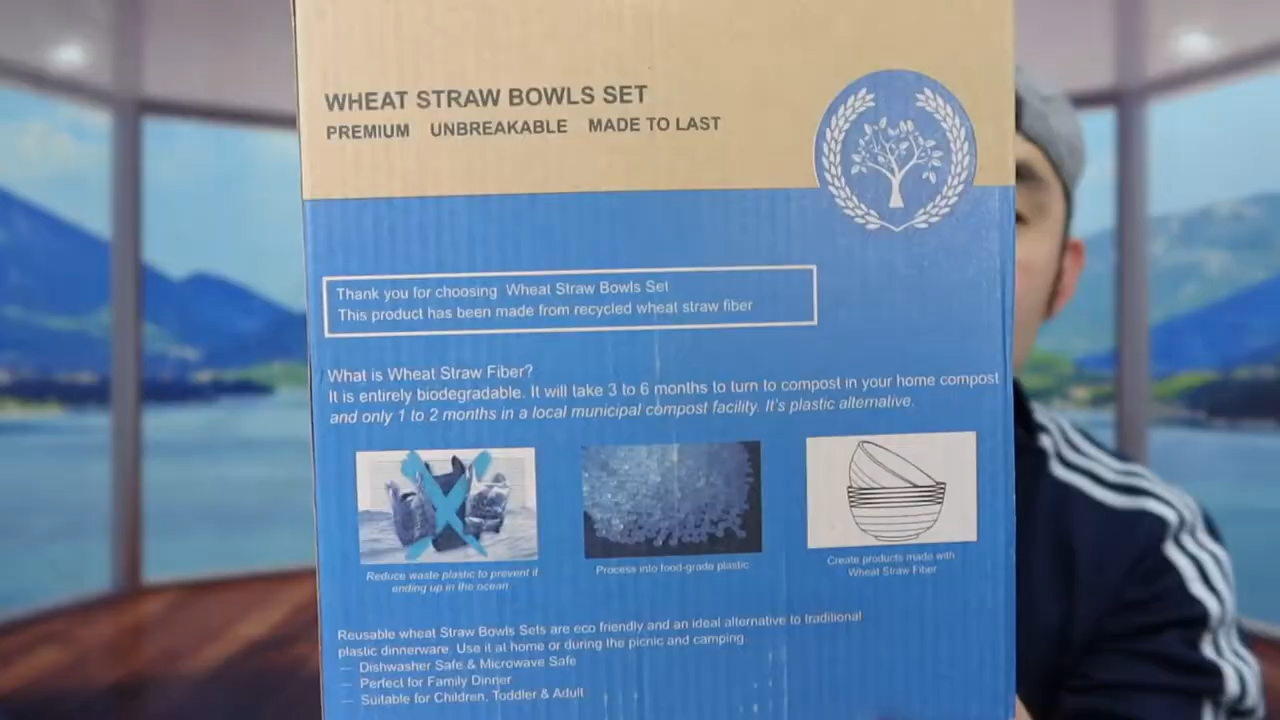 WHEAT STRAW BOWLS SET
PREMIUM UNBREAKABLE MADE TO LAST
Thank you for choosing Wheat Straw Bowls Set
This product has been made from recycled wheat straw fiber
What is Wheat Straw Fiber?
It is entirely biodegradable. It will take 3 to 6 months to turn to compost in your home compost
and only 1 to 2 months in a local municipal compost facility. It's plastic alternative.
Reduce waste plastic to prevent it
ending up in the ocean
Process into food-grade plastic
Create products made with
Wheat Straw Fiber
Reusable wheat Straw Bowls Sets are eco friendly and an ideal alternative to traditional
plastic dinnerware. Use it at home or during the picnic and camping
— Dishwasher Safe & Microwave Safe
— Perfect for Family Dinner
— Suitable for Children, Toddler & Adult